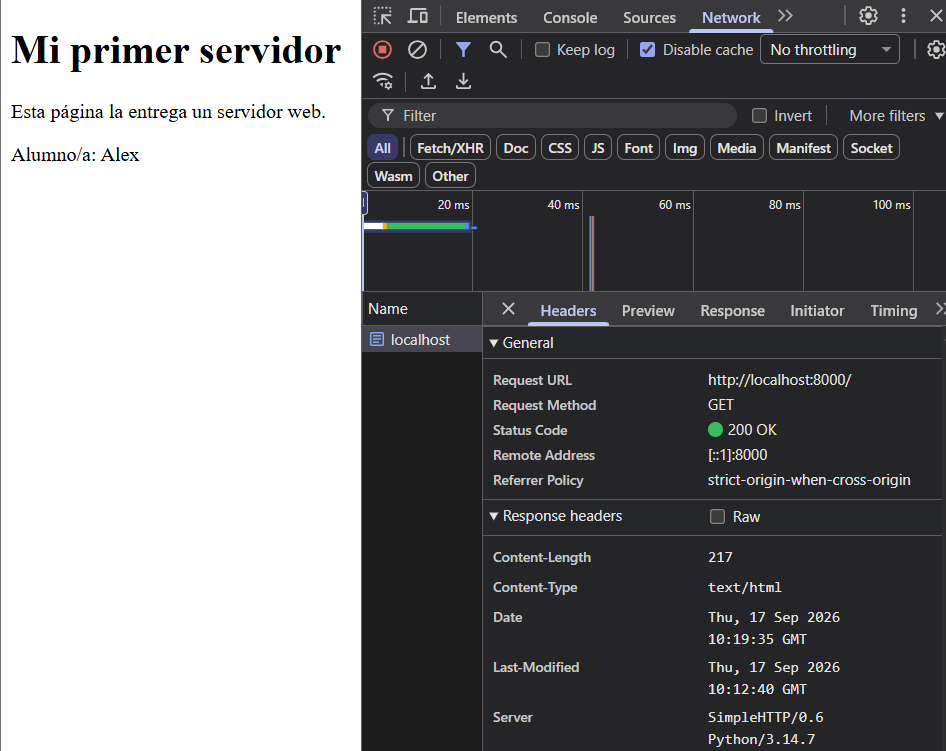 Mi primer servidor
Esta página la entrega un servidor web.
Alumno/a: Alex
Elements Console Sources Network
Keep log Disable cache No throttling
Filter Invert More filters
All Fetch/XHR Doc CSS JS Font Img Media Manifest Socket
Wasm Other
20 ms 40 ms 60 ms 80 ms 100 ms
Name Headers Preview Response Initiator Timing
localhost
General
Request URL http://localhost:8000/
Request Method GET
Status Code 200 OK
Remote Address [::1]:8000
Referrer Policy strict-origin-when-cross-origin
Response headers Raw
Content-Length 217
Content-Type text/html
Date Thu, 17 Sep 2026
10:19:35 GMT
Last-Modified Thu, 17 Sep 2026
10:12:40 GMT
Server SimpleHTTP/0.6
Python/3.14.7